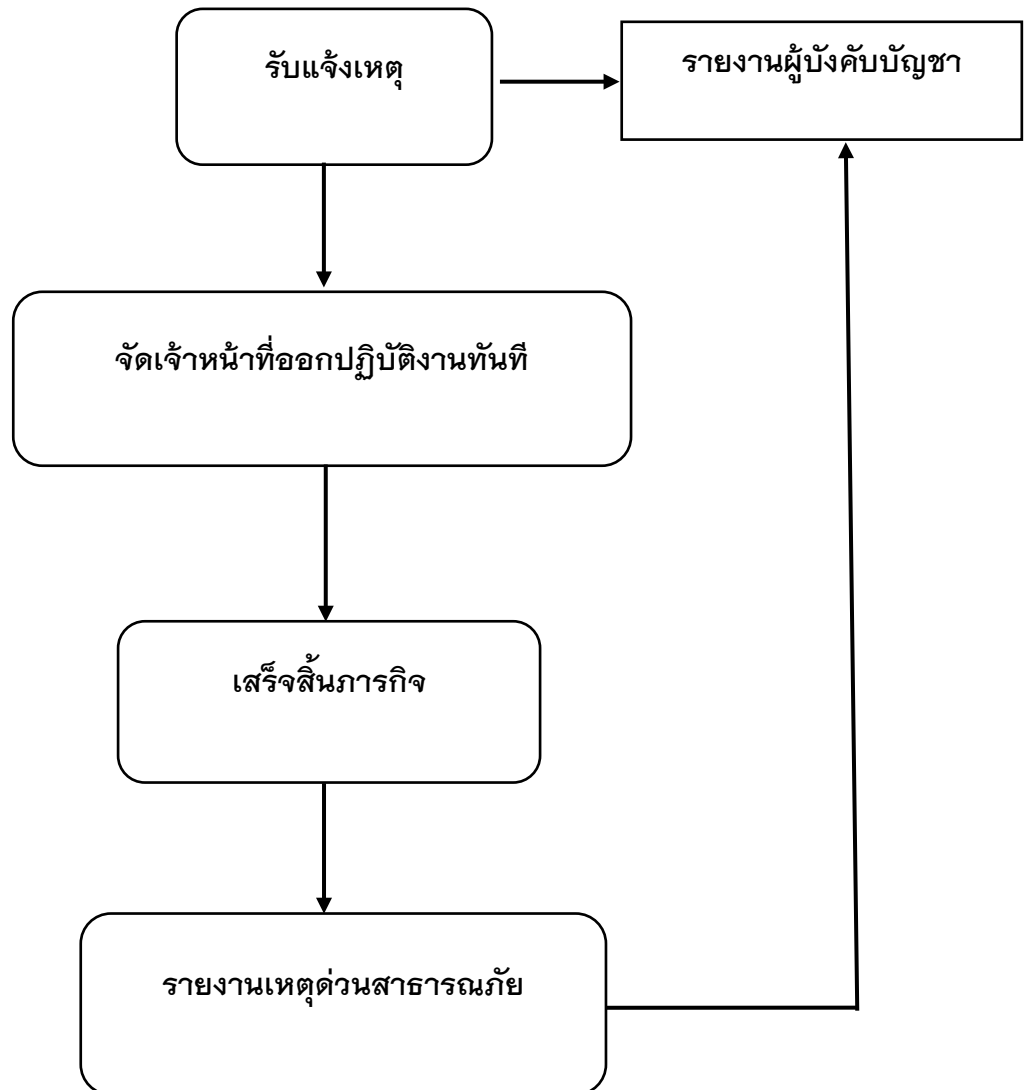 รับแจ้งเหตุ
รายงานผู้บังคับบัญชา
จัดเจ้าหน้าที่ออกปฏิบัติงานทันที
เสร็จสิ้นภารกิจ
รายงานเหตุด่วนสาธารณภัย